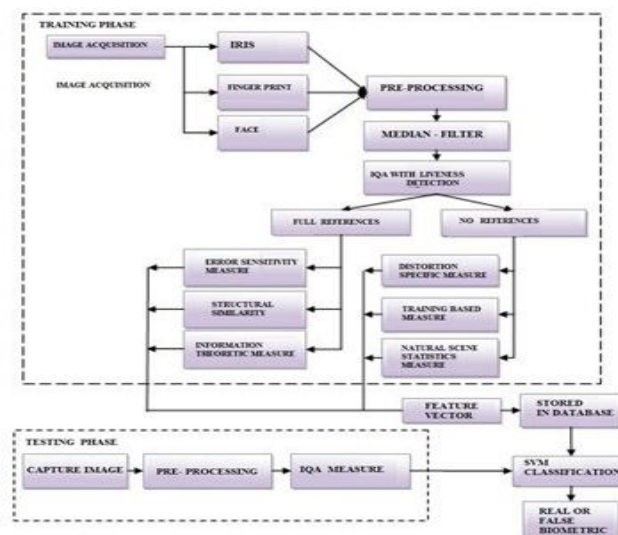 TRAINING PHASE
IMAGE ACQUISITION
IRIS
IMAGE ACQUISITION
FINGER PRINT
FACE
PRE-PROCESSING
MEDIAN - FILTER
IQA WITH LIVENESS
DETECTION
FULL REFERENCES
NO REFERENCES
ERROR SENSITIVITY
MEASURE
STRUCTURAL
SIMILARITY
INFORMATION
THEORETIC MEASURE
DISTORTION
SPECIFIC MEASURE
TRAINING BASED
MEASURE
NATURAL SCENE
STATISTICS
MEASURE
FEATURE
VECTOR
STORED
IN DATABASE
TESTING PHASE
CAPTURE IMAGE
PRE- PROCESSING
IQA MEASURE
SVM
CLASSIFICATION
REAL OR
FALSE
BIOMETRIC